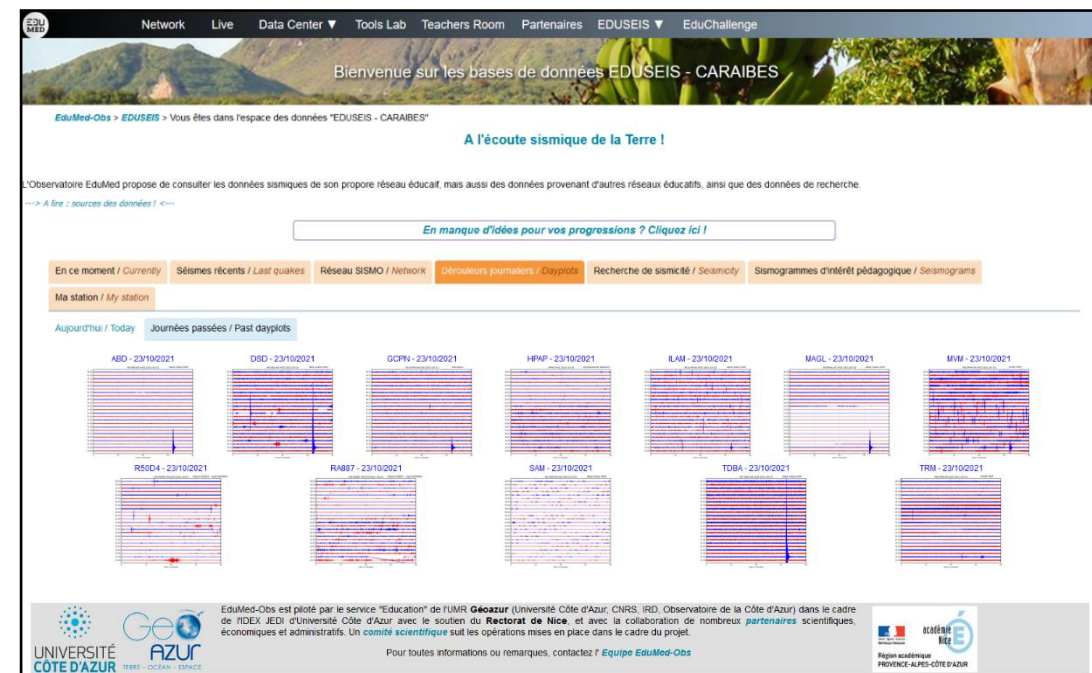 EDU
MED
Network Live Data Center ▼ Tools Lab Teachers Room Partenaires EDUSEIS ▼ EduChallenge
Bienvenue sur les bases de données EDUSEIS - CARAIBES
EduMed-Obs > EDUSEIS > Vous êtes dans l'espace des données "EDUSEIS - CARAIBES"
A l'écoute sismique de la Terre !
L'Observatoire EduMed propose de consulter les données sismiques de son propore réseau éducaif, mais aussi des données provenant d'autres réseaux éducatifs, ainsi que des données de recherche.
---> A lire : sources des données ! <---
En manque d'idées pour vos progressions ? Cliquez ici !
En ce moment / Currently Séismes récents / Last quakes Réseau SISMO / Network Dérouleurs journaliers / Dayplots Recherche de sismicité / Seismicity Sismogrammes d'intérêt pédagogique / Seismograms
Ma station / My station
Aujourd'hui / Today Journées passées / Past dayplots
ABD - 23/10/2021 DSD - 23/10/2021 GCPN - 23/10/2021 HPAP - 23/10/2021 ILAM - 23/10/2021 MAGL - 23/10/2021 MVM - 23/10/2021
R50D4 - 23/10/2021 RA887 - 23/10/2021 SAM - 23/10/2021 TDBA - 23/10/2021 TRM - 23/10/2021
EduMed-Obs est piloté par le service "Education" de l'UMR Géoazur (Université Côte d'Azur, CNRS, IRD, Observatoire de la Côte d'Azur) dans le cadre
de l'IDEX JEDI d'Université Côte d'Azur avec le soutien du Rectorat de Nice, et avec la collaboration de nombreux partenaires scientifiques,
économiques et administratifs. Un comité scientifique suit les opérations mises en place dans le cadre du projet.
Pour toutes informations ou remarques, contactez l' Equipe EduMed-Obs
UNIVERSITÉ
CÔTE D'AZUR
GEO
AZUR
TERRE - OCÉAN - ESPACE
académie
Nice
Région académique
PROVENCE-ALPES-CÔTE D'AZUR